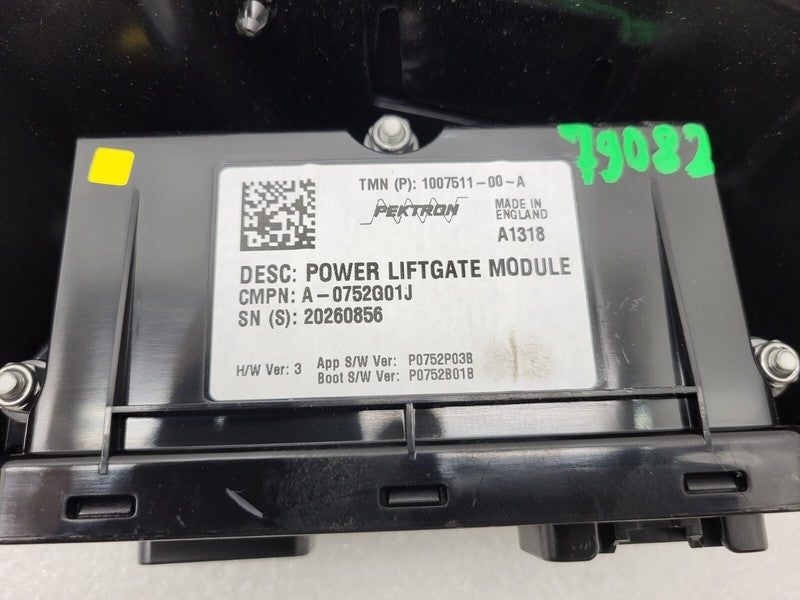 79082
TMN (P): 1007511-00-A
PEKTRON
MADE IN
ENGLAND
A1318
DESC: POWER LIFTGATE MODULE
CMPN: A-0752G01J
SN (S): 20260856
H/W Ver: 3 App S/W Ver: P0752P03B
Boot S/W Ver: P0752B01B